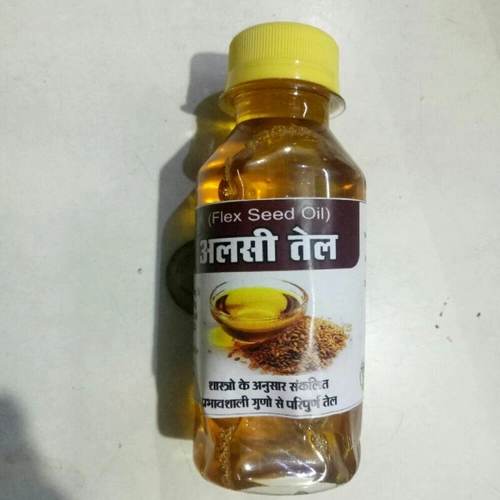 (Flex Seed Oil)
अलसी तेल
शास्त्रो के अनुसार संकलित
प्रभावशाली गुणो से परिपुर्ण तेल